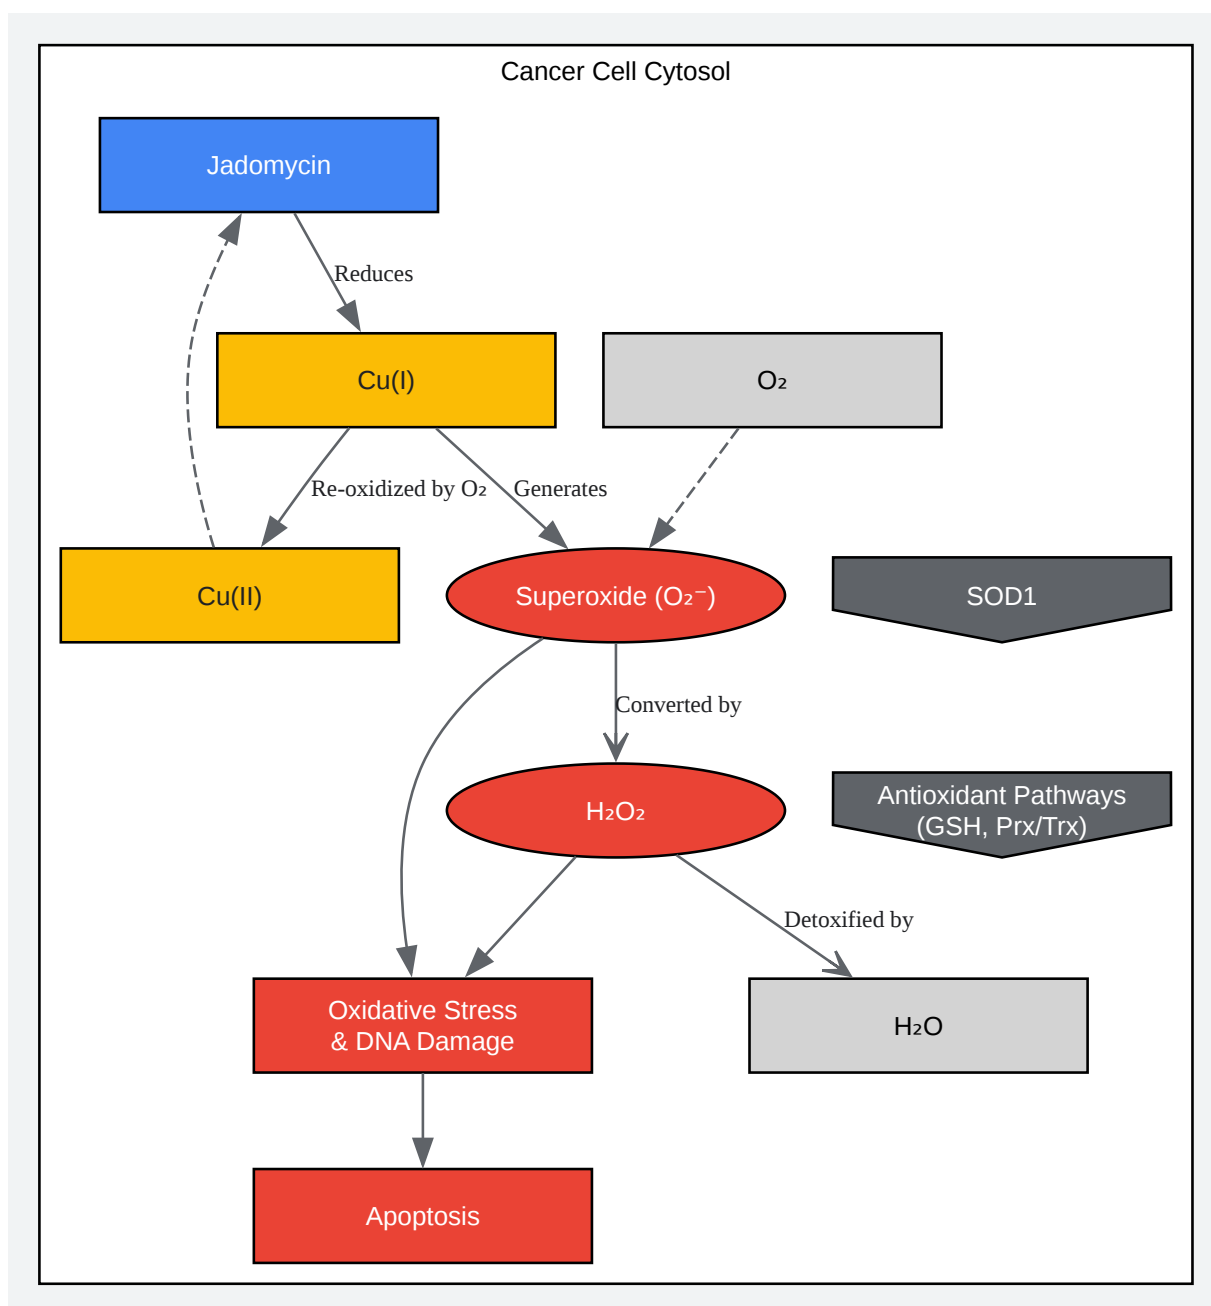 Cancer Cell Cytosol
Jadomycin
Reduces
Cu(I)
O₂
Re-oxidized by O₂
Generates
Cu(II)
Superoxide (O₂⁻)
SOD1
Converted by
H₂O₂
Antioxidant Pathways
(GSH, Prx/Trx)
Detoxified by
Oxidative Stress
& DNA Damage
H₂O
Apoptosis